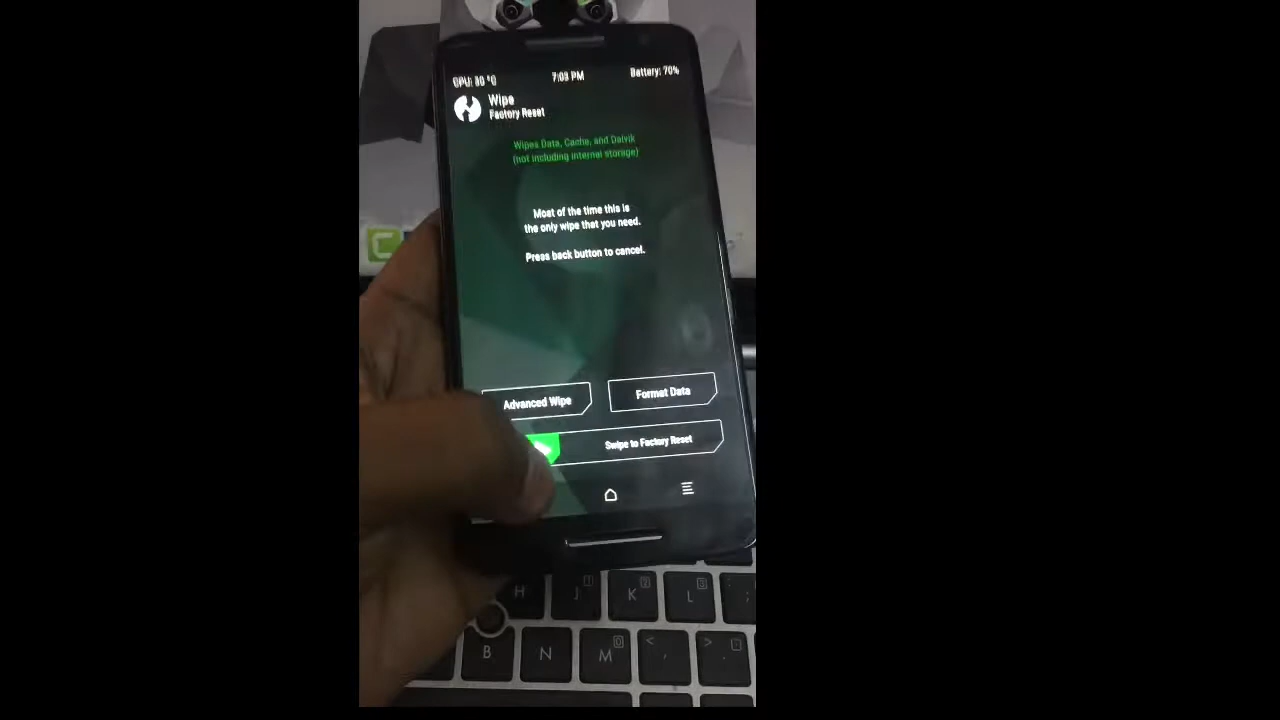 CPU: 30 °C
7:03 PM
Battery: 70%
Wipe
Factory Reset
Wipes Data, Cache, and Dalvik
(not including internal storage)
Most of the time this is
the only wipe that you need.
Press back button to cancel.
Advanced Wipe
Format Data
Swipe to Factory Reset
H J K L ;
B N M < , > .